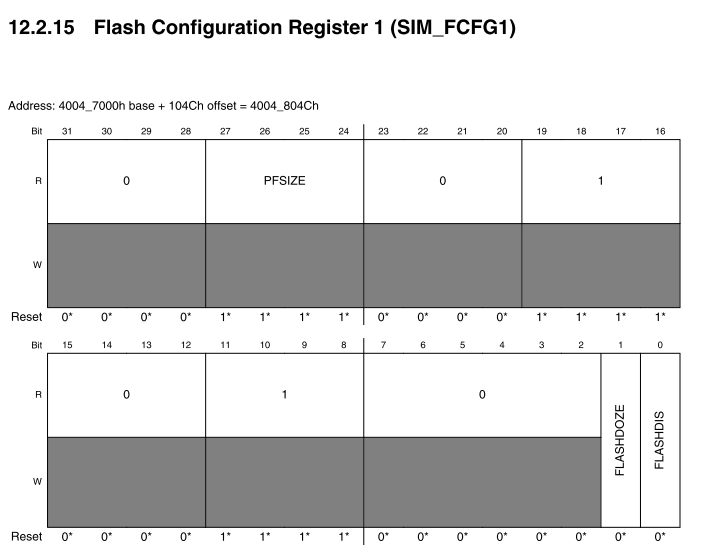 12.2.15 Flash Configuration Register 1 (SIM_FCFG1)
Address: 4004_7000h base + 104Ch offset = 4004_804Ch
Bit 31 30 29 28 27 26 25 24 23 22 21 20 19 18 17 16
R 0 PFSIZE 0 1
W
Reset 0* 0* 0* 0* 1* 1* 1* 1* 0* 0* 0* 0* 1* 1* 1* 1*
Bit 15 14 13 12 11 10 9 8 7 6 5 4 3 2 1 0
R 0 1 0 FLASHDOZE FLASHDIS
W
Reset 0* 0* 0* 0* 1* 1* 1* 1* 0* 0* 0* 0* 0* 0* 0* 0*